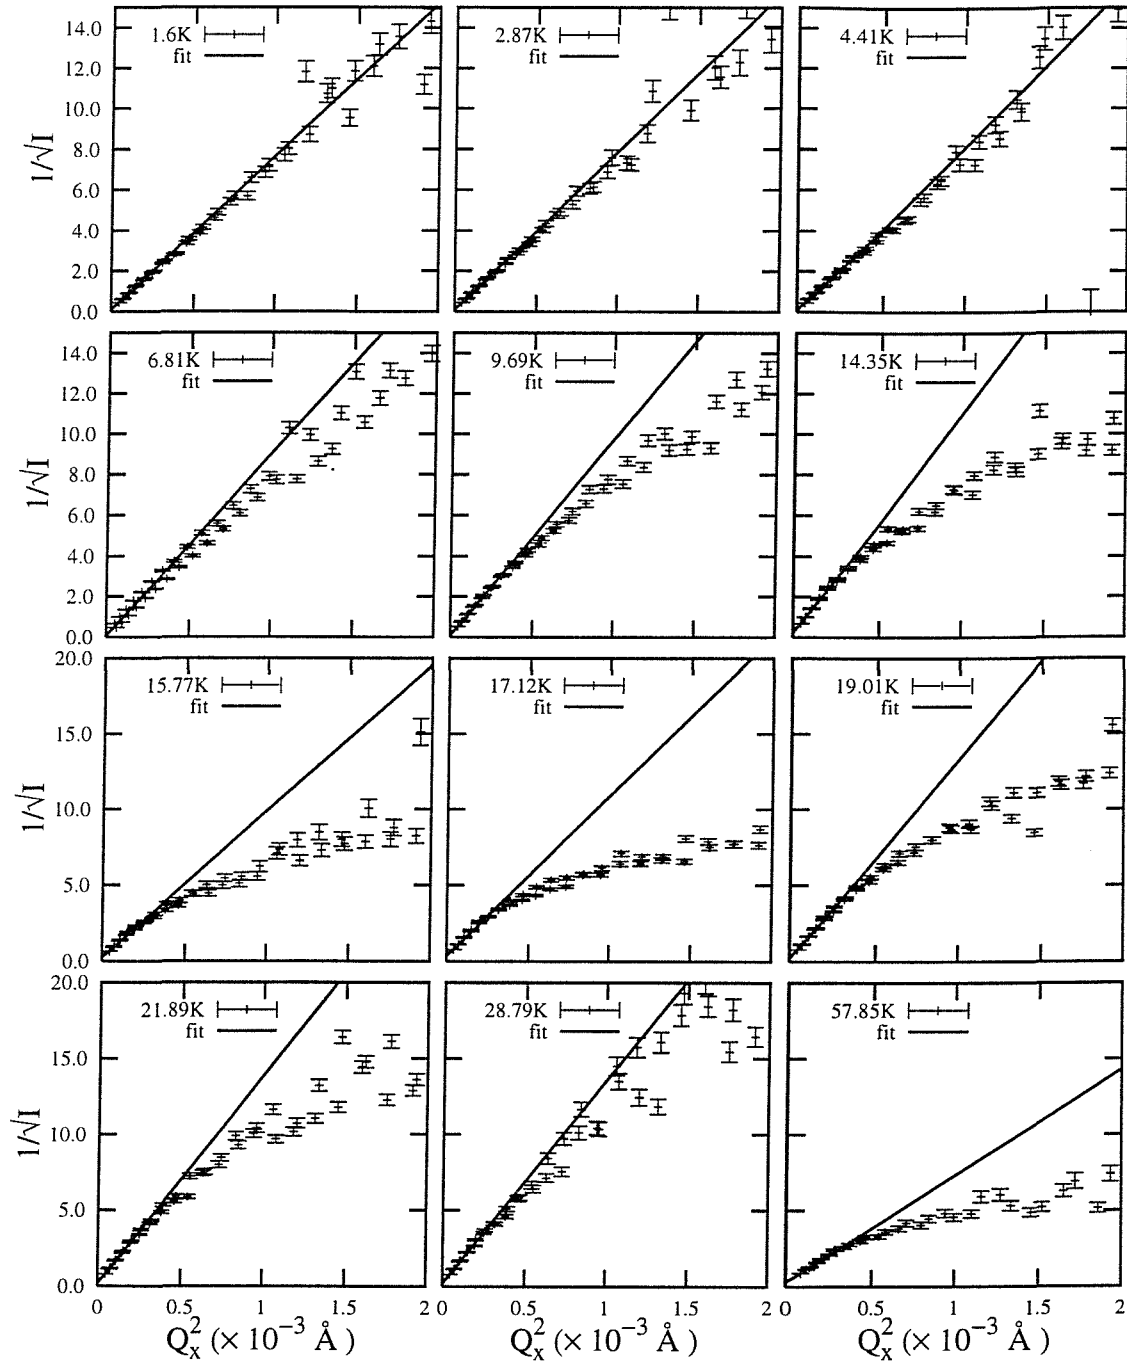 1.6K
fit
2.87K
fit
4.41K
fit
14.0
12.0
10.0
8.0
6.0
4.0
2.0
0.0
1/√I
6.81K
fit
9.69K
fit
14.35K
fit
14.0
12.0
10.0
8.0
6.0
4.0
2.0
0.0
1/√I
15.77K
fit
17.12K
fit
19.01K
fit
20.0
15.0
10.0
5.0
0.0
1/√I
21.89K
fit
28.79K
fit
57.85K
fit
20.0
15.0
10.0
5.0
0.0
1/√I
0 0.5 1 1.5 2 0 0.5 1 1.5 2 0 0.5 1 1.5 2
Qₓ² (× 10⁻³ Å) Qₓ² (× 10⁻³ Å) Qₓ² (× 10⁻³ Å)